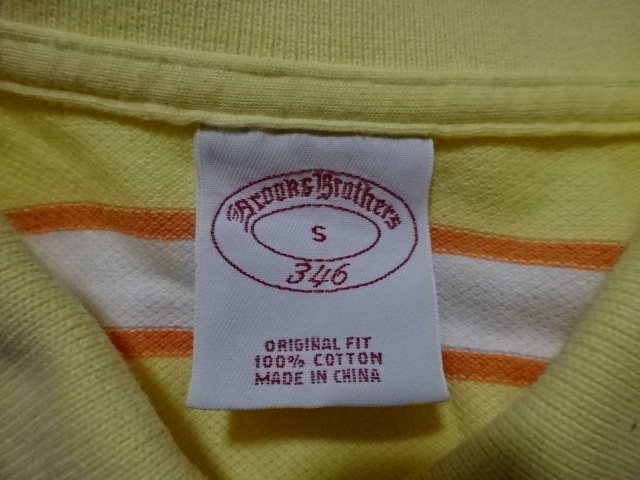 Brooks Brothers
S
346
ORIGINAL FIT
100% COTTON
MADE IN CHINA